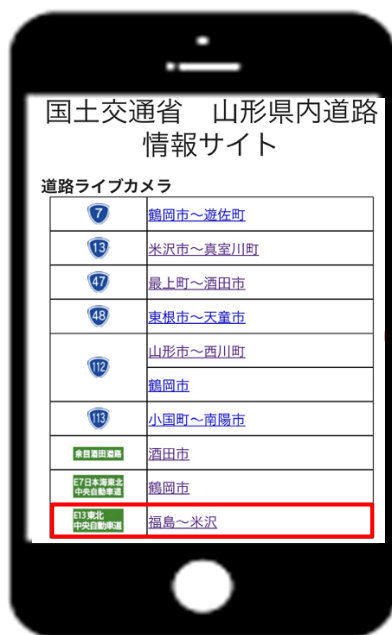 国土交通省　山形県内道路
情報サイト
道路ライブカメラ
7 鶴岡市～遊佐町
13 米沢市～真室川町
47 最上町～酒田市
48 東根市～天童市
112 山形市～西川町
鶴岡市
113 小国町～南陽市
余目酒田道路 酒田市
E7日本海東北
中央自動車道 鶴岡市
E13東北
中央自動車道 福島～米沢